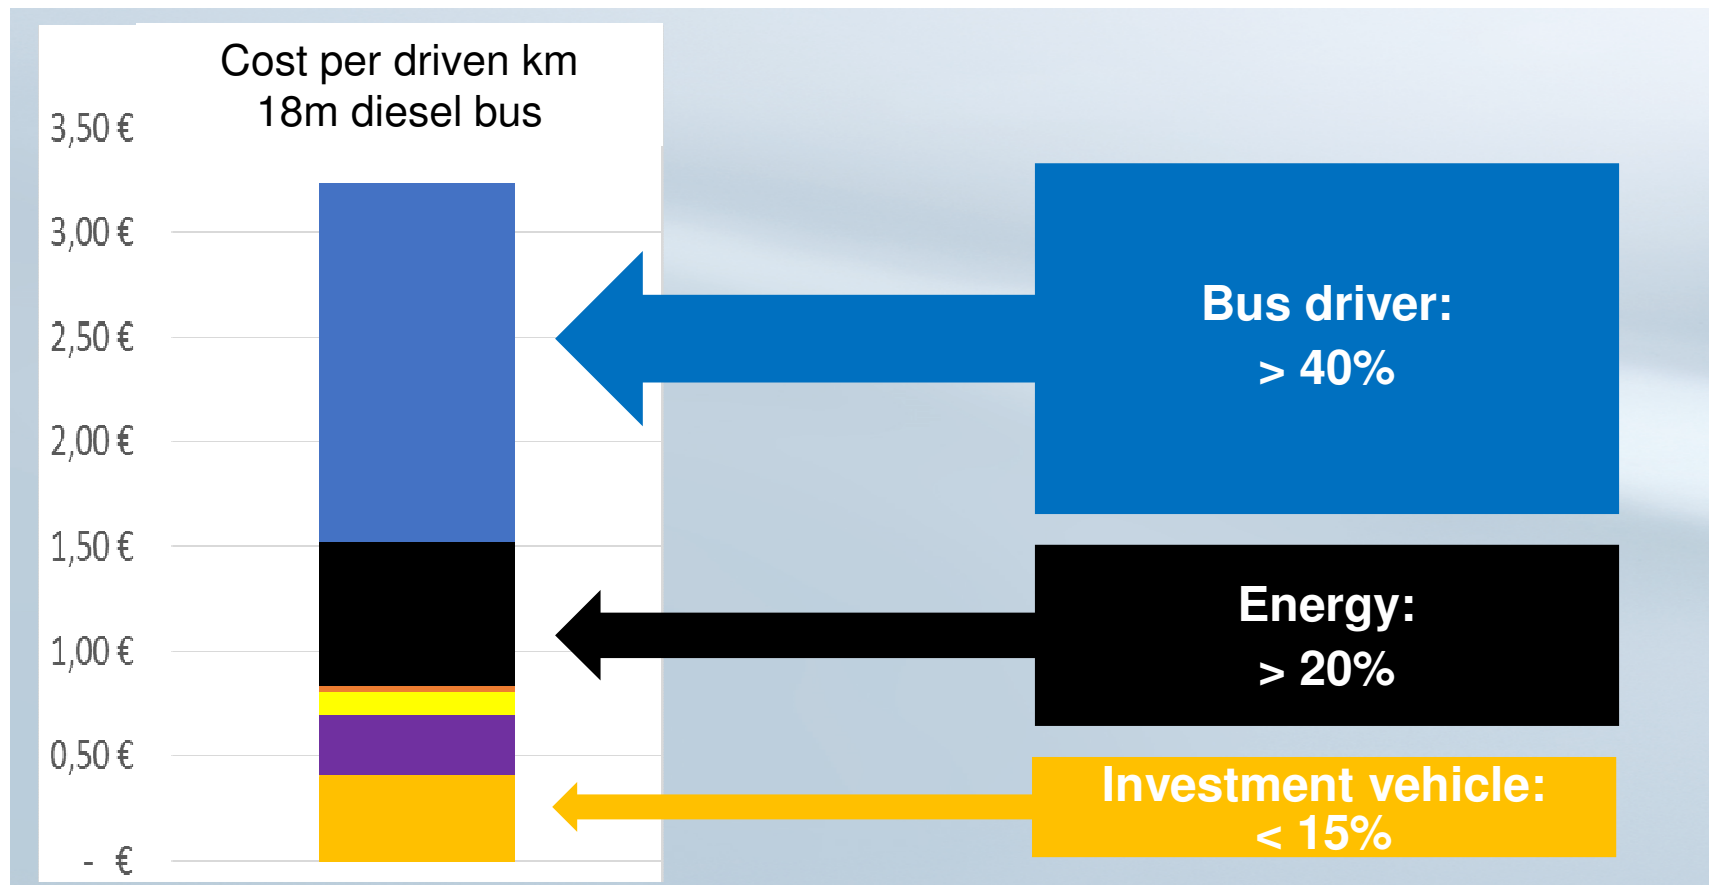 Cost per driven km
18m diesel bus
3,50 €
3,00 €
2,50 €
2,00 €
1,50 €
1,00 €
0,50 €
- €
Bus driver:
> 40%
Energy:
> 20%
Investment vehicle:
< 15%